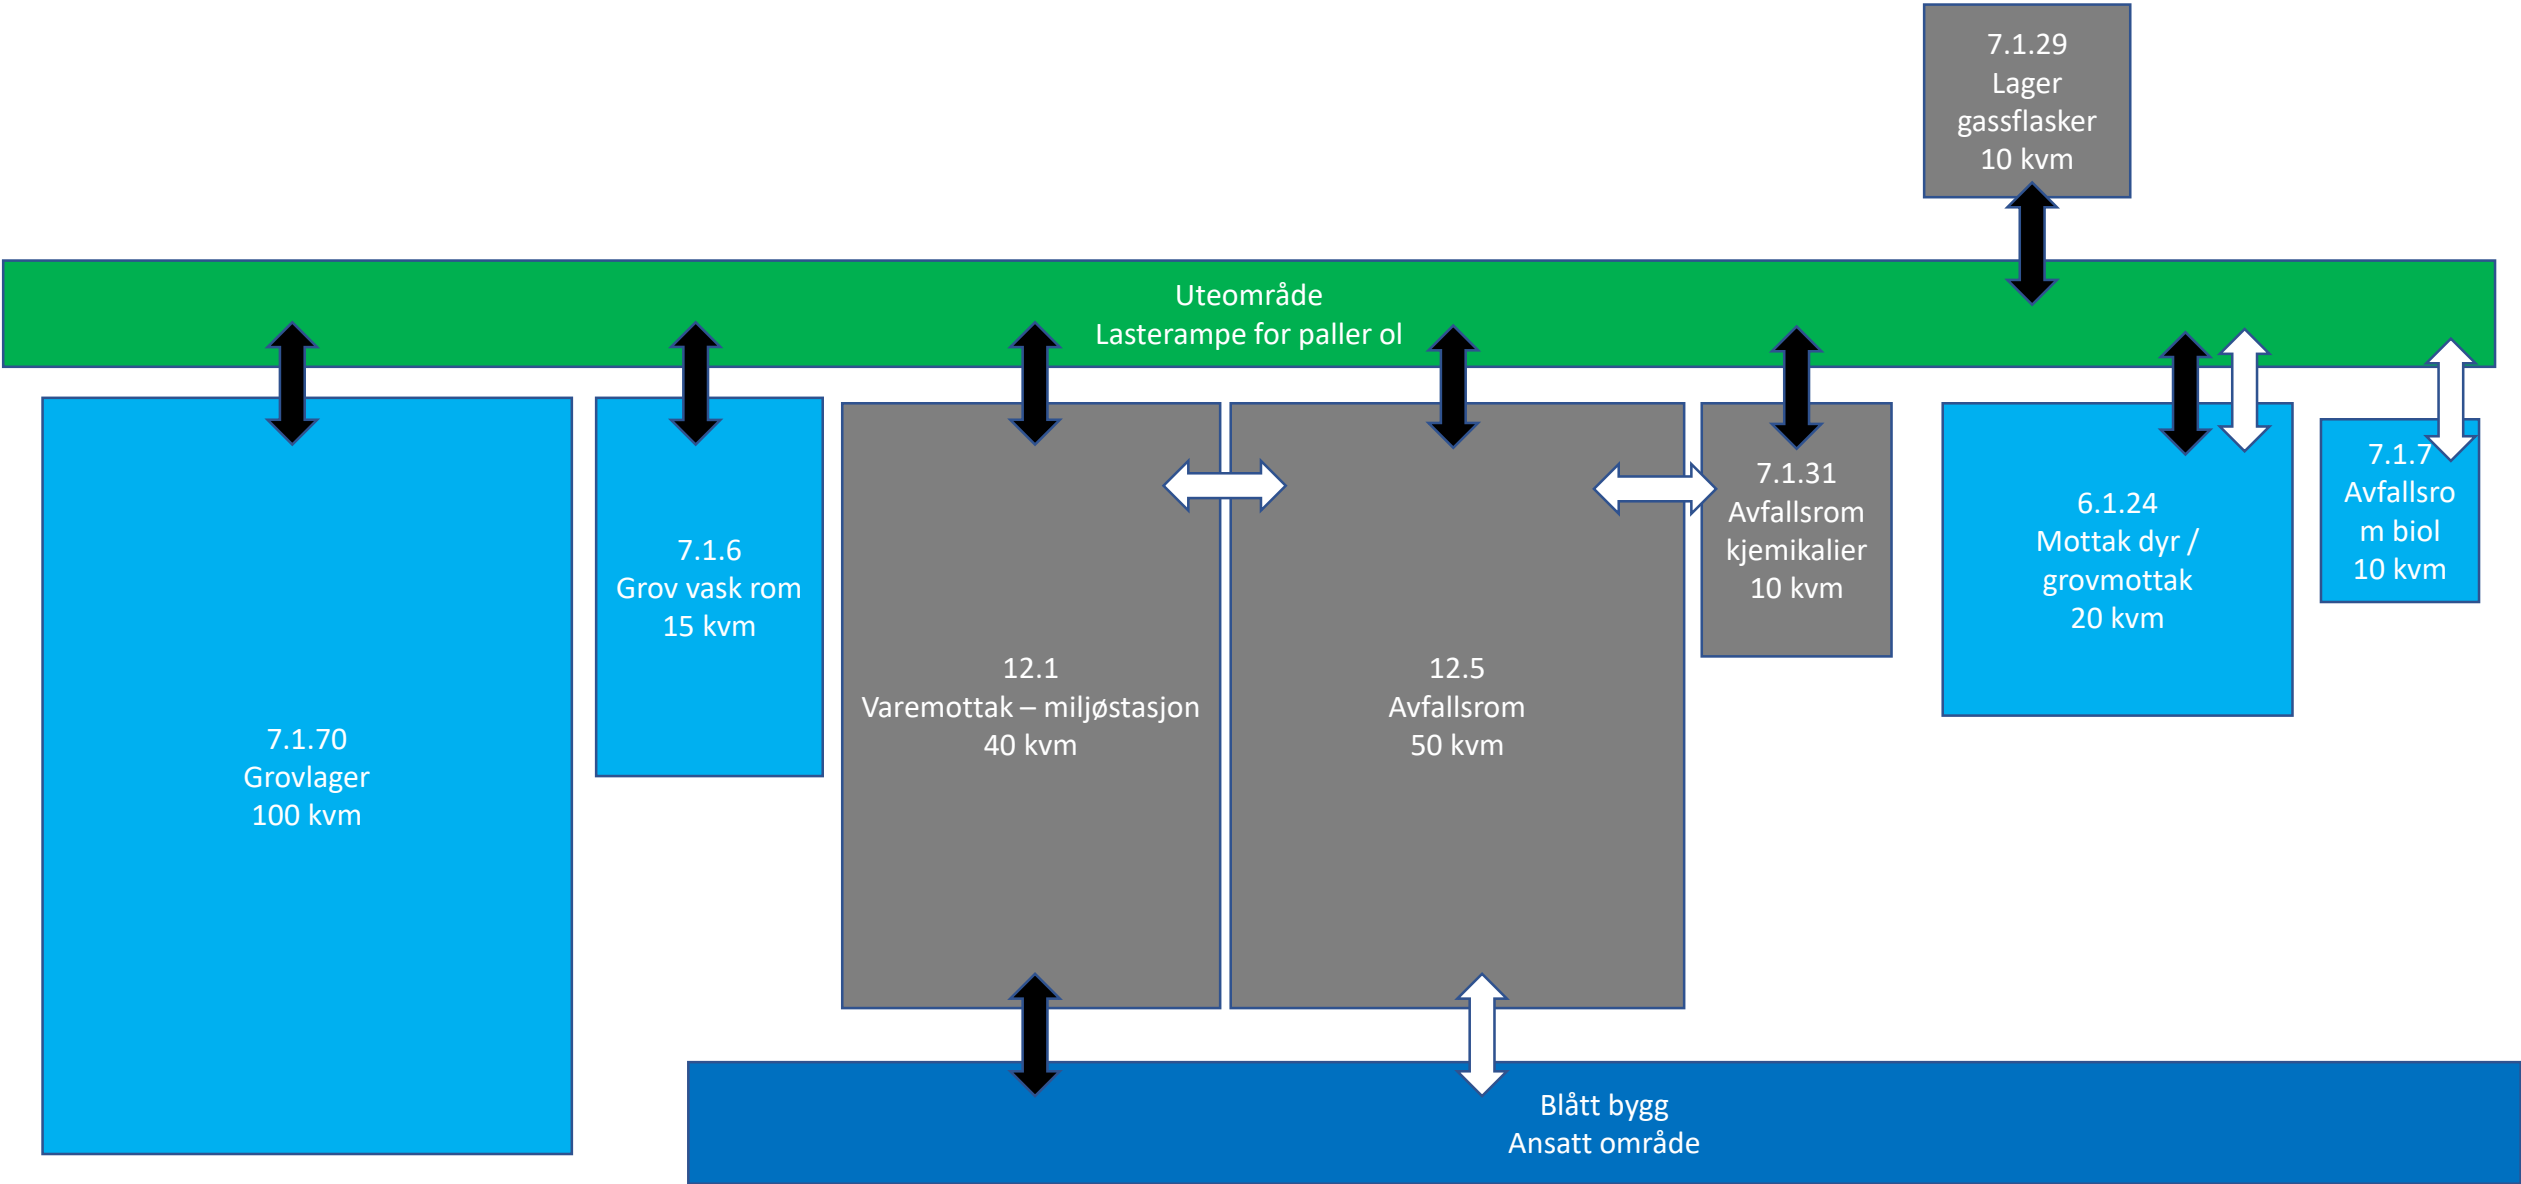 7.1.29
Lager
gassflasker
10 kvm
Uteområde
Lasterampe for paller ol
7.1.70
Grovlager
100 kvm
7.1.6
Grov vask rom
15 kvm
12.1
Varemottak – miljøstasjon
40 kvm
12.5
Avfallsrom
50 kvm
7.1.31
Avfallsrom
kjemikalier
10 kvm
6.1.24
Mottak dyr /
grovmottak
20 kvm
7.1.7
Avfallsro
m biol
10 kvm
Blått bygg
Ansatt område